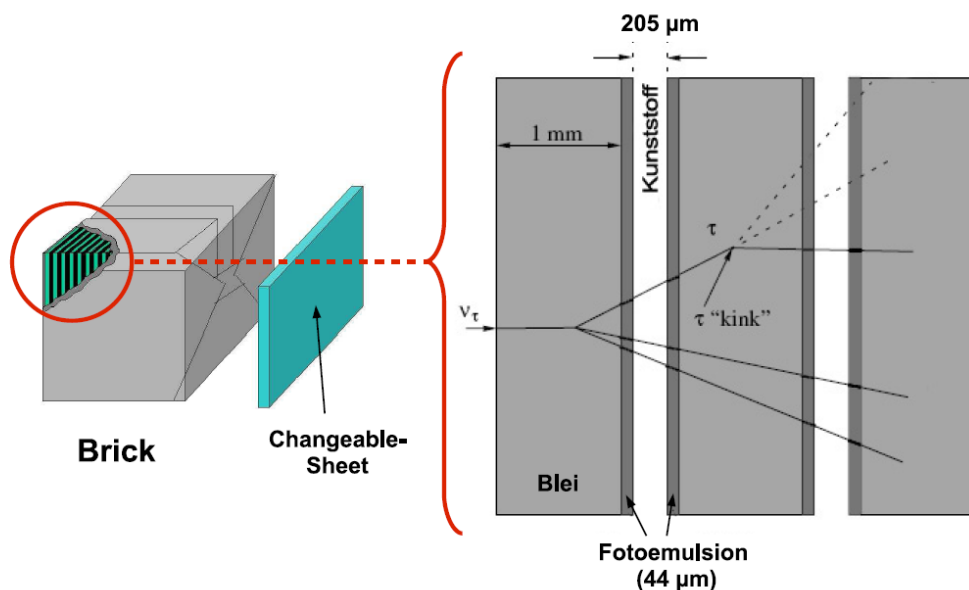 205 µm
Kunststoff
1 mm
τ
ντ
τ “kink”
Brick
Changeable-
Sheet
Blei
Fotoemulsion
(44 µm)